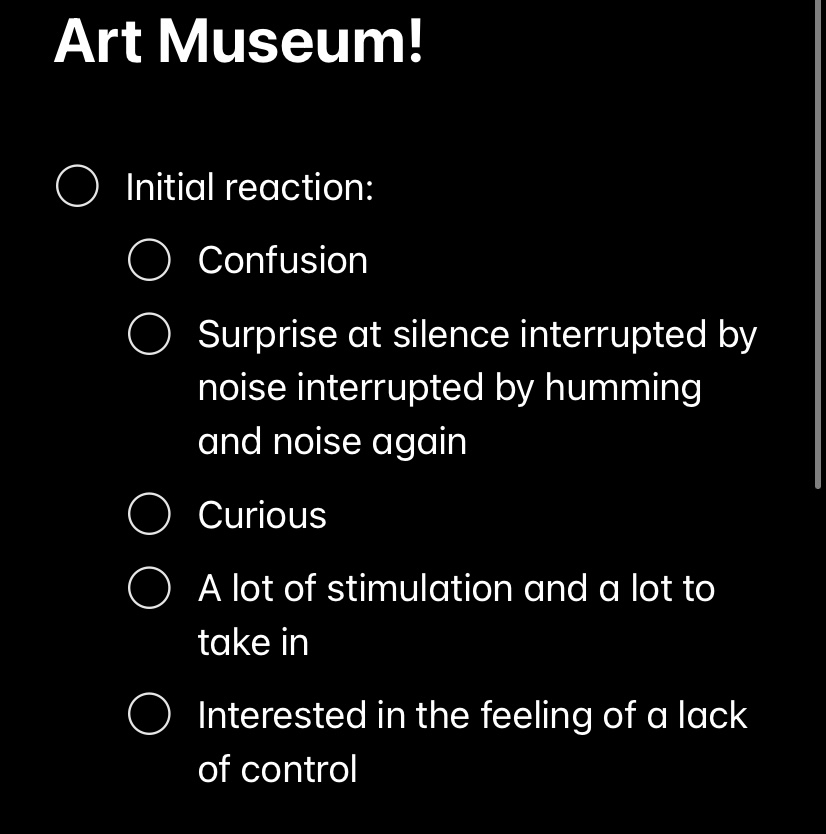 Art Museum!
Initial reaction:
Confusion
Surprise at silence interrupted by
noise interrupted by humming
and noise again
Curious
A lot of stimulation and a lot to
take in
Interested in the feeling of a lack
of control